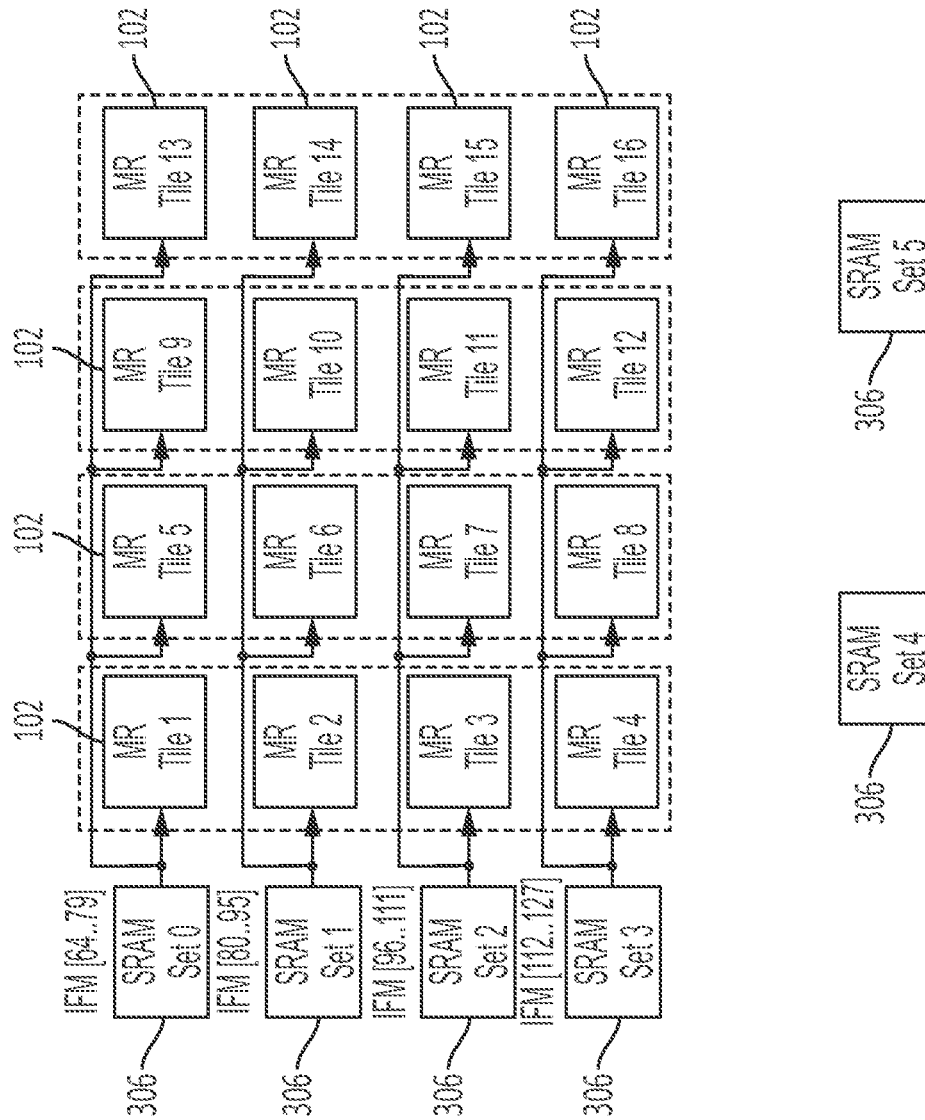 102
102
102
102
MR
Tile 13
MR
Tile 14
MR
Tile 15
MR
Tile 16
102
MR
Tile 9
MR
Tile 10
MR
Tile 11
MR
Tile 12
102
MR
Tile 5
MR
Tile 6
MR
Tile 7
MR
Tile 8
102
MR
Tile 1
MR
Tile 2
MR
Tile 3
MR
Tile 4
IFM [64..79]
SRAM
Set 0
IFM [80..95]
SRAM
Set 1
IFM [96..111]
SRAM
Set 2
IFM [112..127]
SRAM
Set 3
306
306
306
306
SRAM
Set 5
306
SRAM
Set 4
306